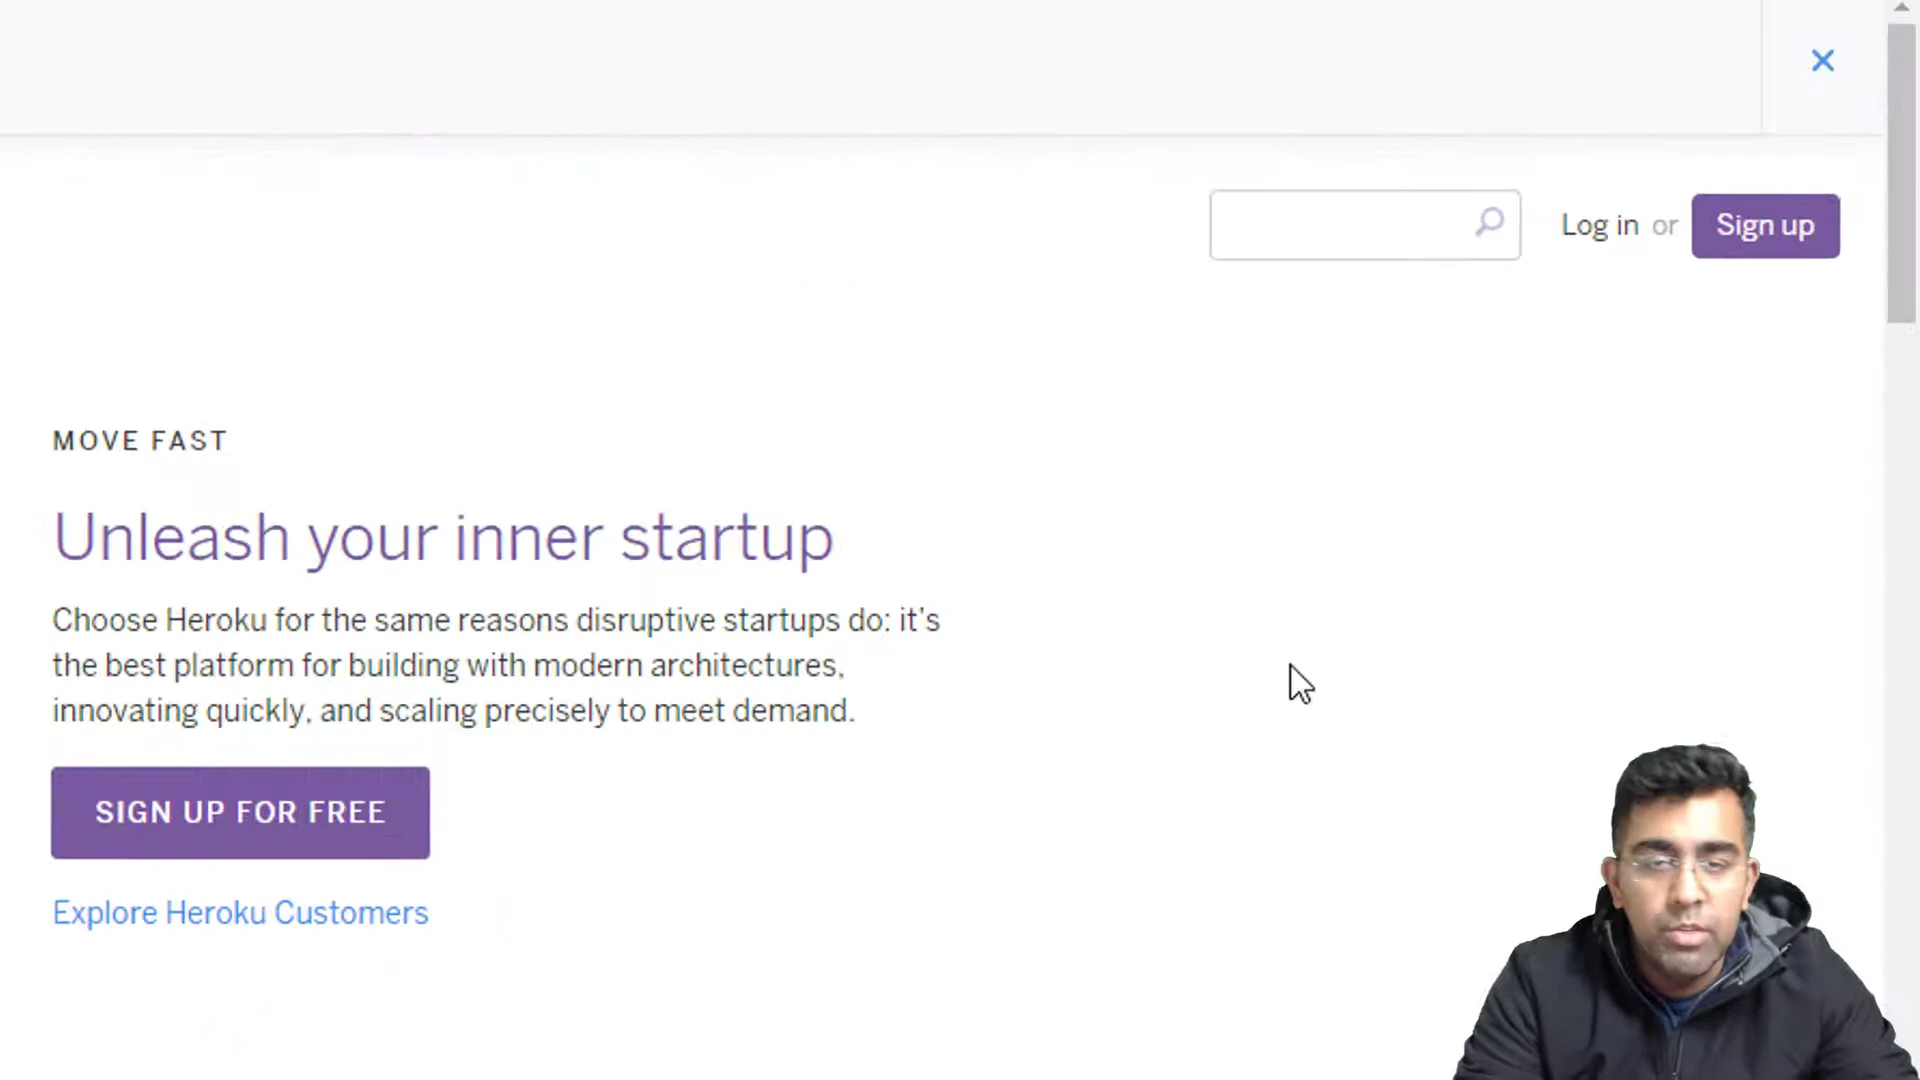 Log in or Sign up
MOVE FAST
Unleash your inner startup
Choose Heroku for the same reasons disruptive startups do: it's
the best platform for building with modern architectures,
innovating quickly, and scaling precisely to meet demand.
SIGN UP FOR FREE
Explore Heroku Customers